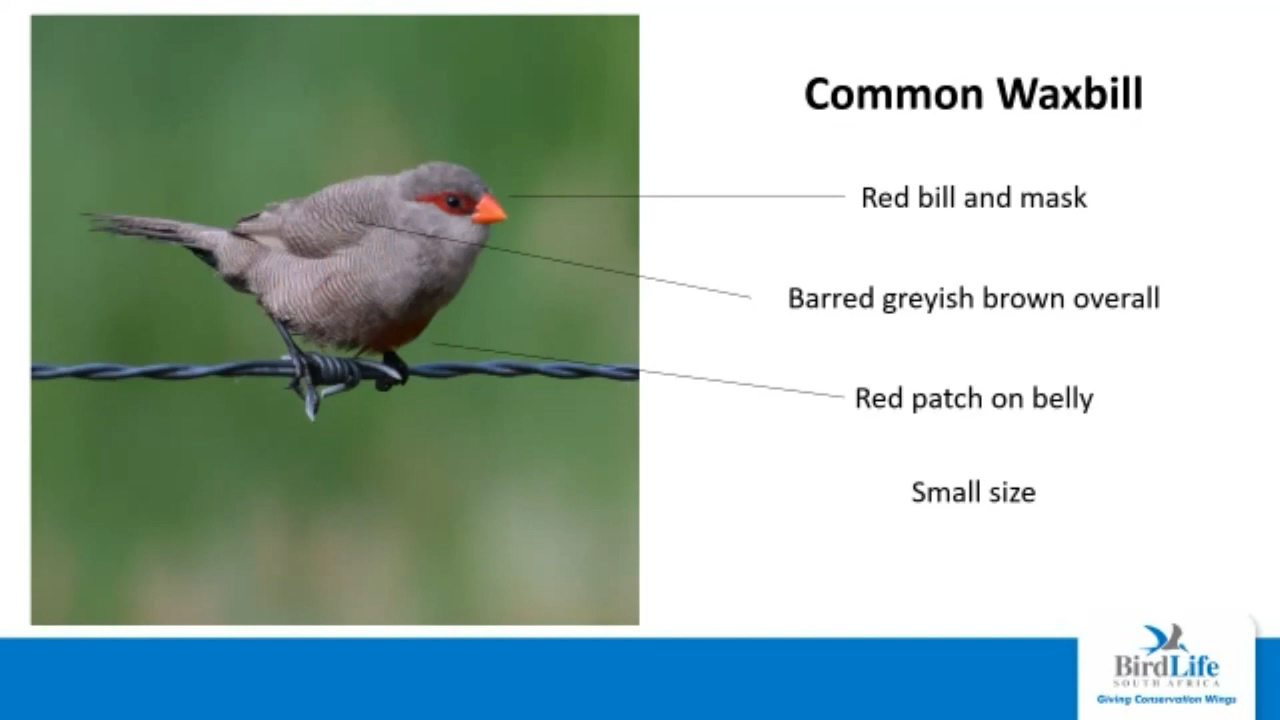 Common Waxbill
Red bill and mask
Barred greyish brown overall
Red patch on belly
Small size
BirdLife
SOUTH AFRICA
Giving Conservation Wings